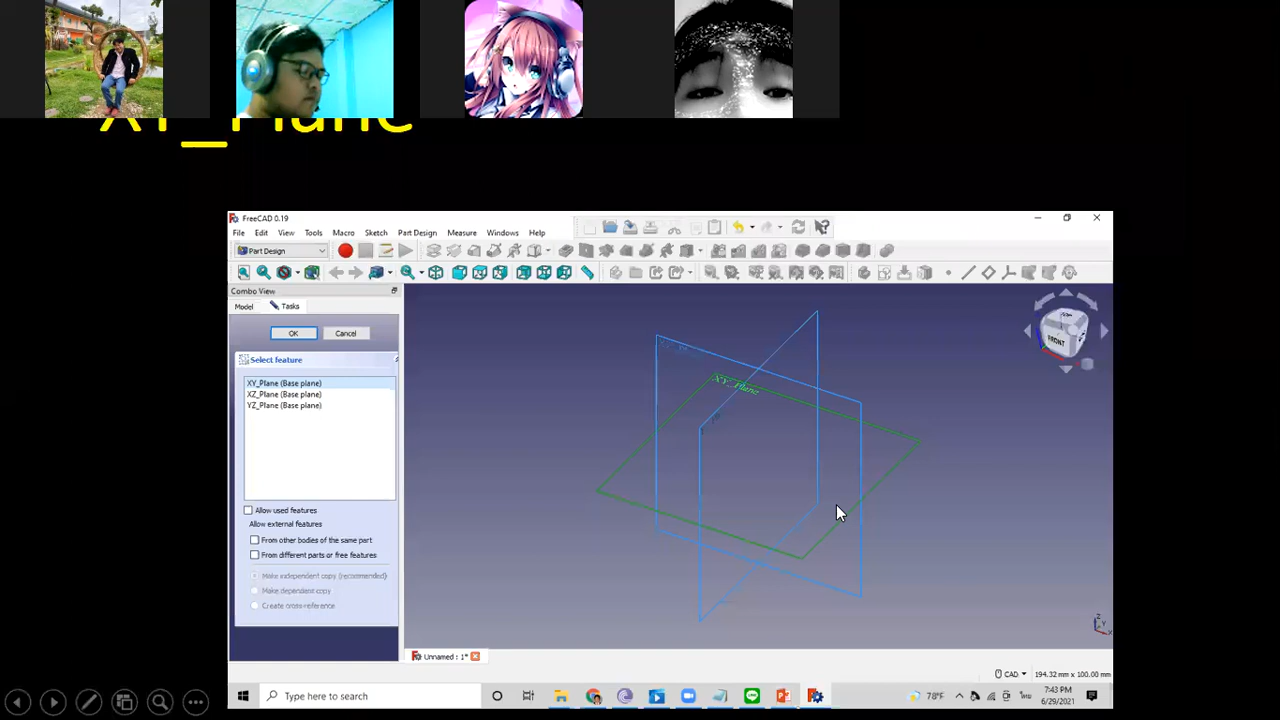 XY_Plane
FreeCAD 0.19
File Edit View Tools Macro Sketch Part Design Measure Windows Help
Part Design
Combo View
Model Tasks
OK Cancel
Select feature
XY_Plane (Base plane)
XZ_Plane (Base plane)
YZ_Plane (Base plane)
Allow used features
Allow external features
From other bodies of the same part
From different parts or free features
Make independent copy (recommended)
Make dependent copy
Create cross-reference
XY_Plane
FRONT
Z
Y
X
Unnamed : 1*
CAD 194.32 mm x 100.00 mm
Type here to search
78°F
7:43 PM
6/29/2021